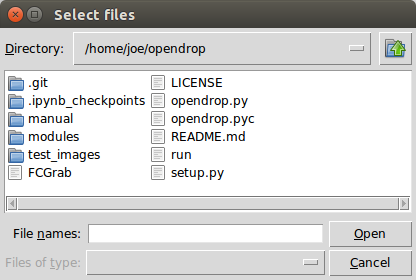 Select files
Directory: /home/joe/opendrop
.git
.ipynb_checkpoints
manual
modules
test_images
FCGrab
LICENSE
opendrop.py
opendrop.pyc
README.md
run
setup.py
File names:
Open
Files of type:
Cancel